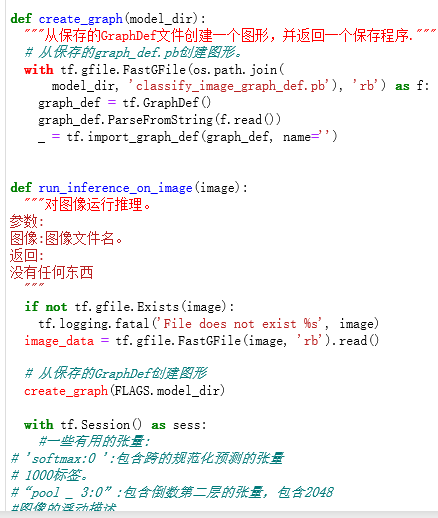 def create_graph(model_dir):
"""从保存的GraphDef文件创建一个图形，并返回一个保存程序."""
# 从保存的graph_def.pb创建图形。
with tf.gfile.FastGFile(os.path.join(
model_dir, 'classify_image_graph_def.pb'), 'rb') as f:
graph_def = tf.GraphDef()
graph_def.ParseFromString(f.read())
_ = tf.import_graph_def(graph_def, name='')
def run_inference_on_image(image):
"""对图像运行推理。
参数:
图像:图像文件名。
返回:
没有任何东西
"""
if not tf.gfile.Exists(image):
tf.logging.fatal('File does not exist %s', image)
image_data = tf.gfile.FastGFile(image, 'rb').read()
# 从保存的GraphDef创建图形
create_graph(FLAGS.model_dir)
with tf.Session() as sess:
#一些有用的张量:
# 'softmax:0 ':包含跨的规范化预测的张量
# 1000标签。
#“pool _ 3:0”:包含倒数第二层的张量，包含2048
#图像的浮动描述